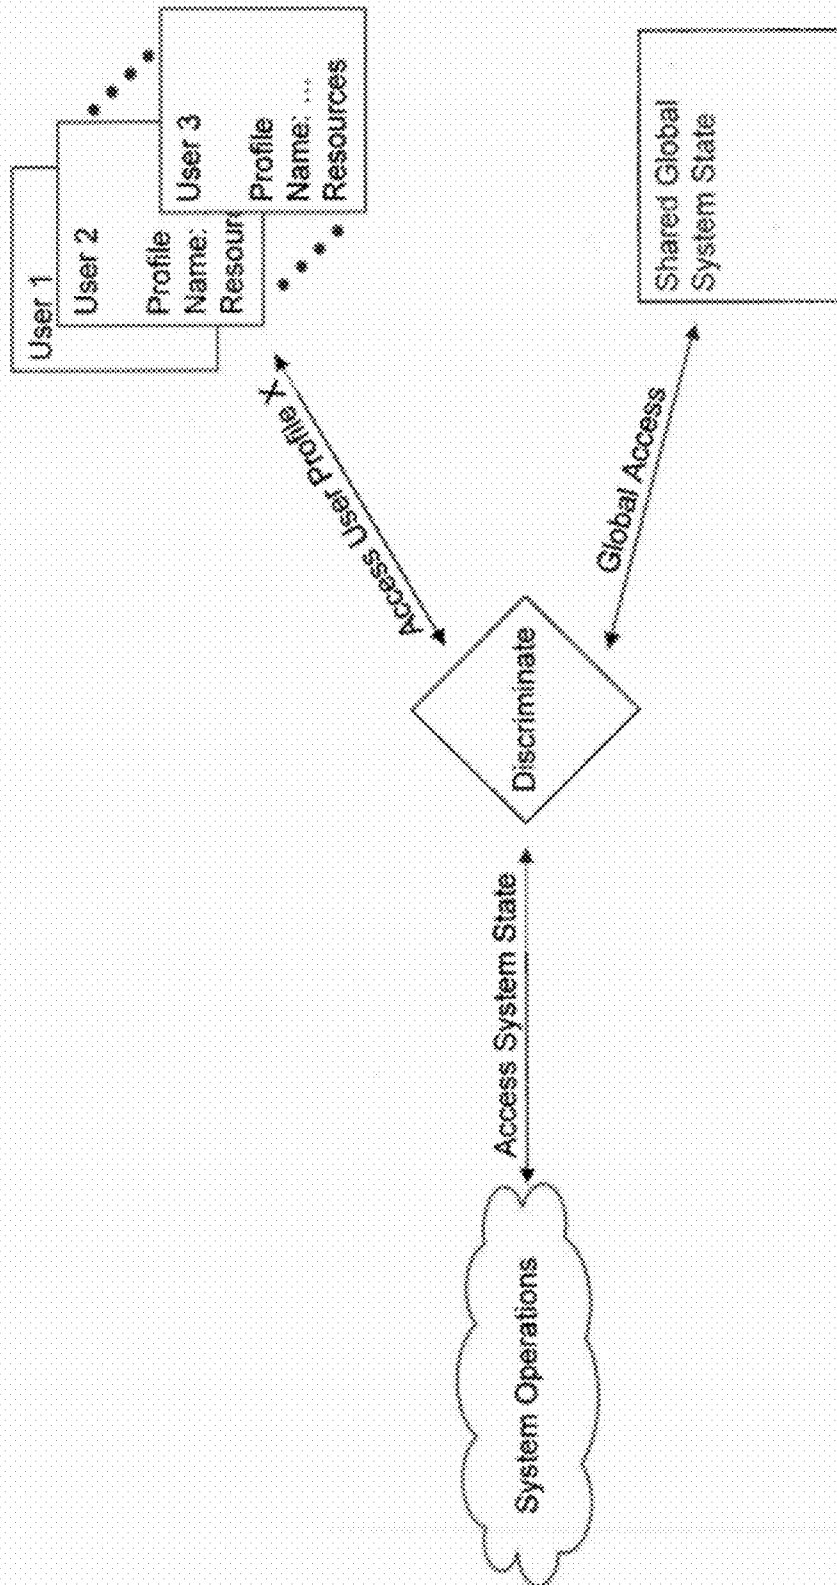 System Operations
Access System State
Discriminate
Access User Profile X
Global Access
User 1
User 2
Profile
Name:
Resour
User 3
Profile
Name: ...
Resources
Shared Global
System State